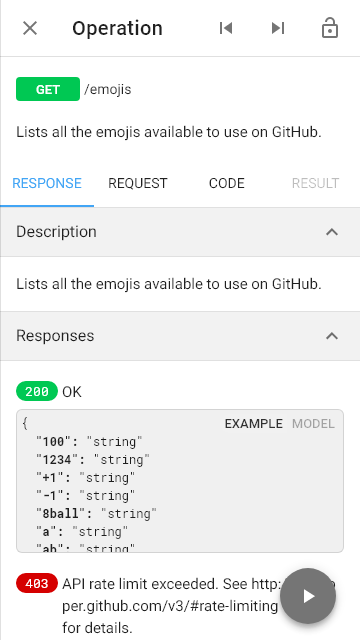 Operation
GET /emojis
Lists all the emojis available to use on GitHub.
RESPONSE REQUEST CODE RESULT
Description
Lists all the emojis available to use on GitHub.
Responses
200 OK
{ EXAMPLE MODEL
"100": "string"
"1234": "string"
"+1": "string"
"-1": "string"
"8ball": "string"
"a": "string"
"ab": "string"
403 API rate limit exceeded. See http:
per.github.com/v3/#rate-limiting
for details.